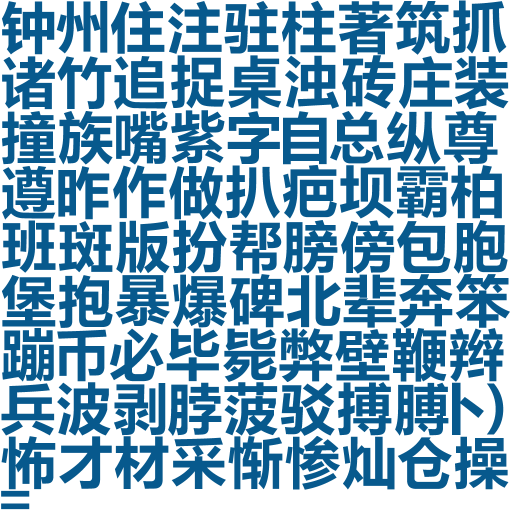 钟州住注驻柱著筑抓
诸竹追捉桌浊砖庄装
撞族嘴紫字自总纵尊
遵昨作做扒疤坝霸柏
班斑版扮帮膀傍包胞
堡抱暴爆碑北辈奔笨
蹦币必毕毙弊壁鞭辫
兵波剥脖菠驳搏膊卜）
怖才材采惭惨灿仓操
=